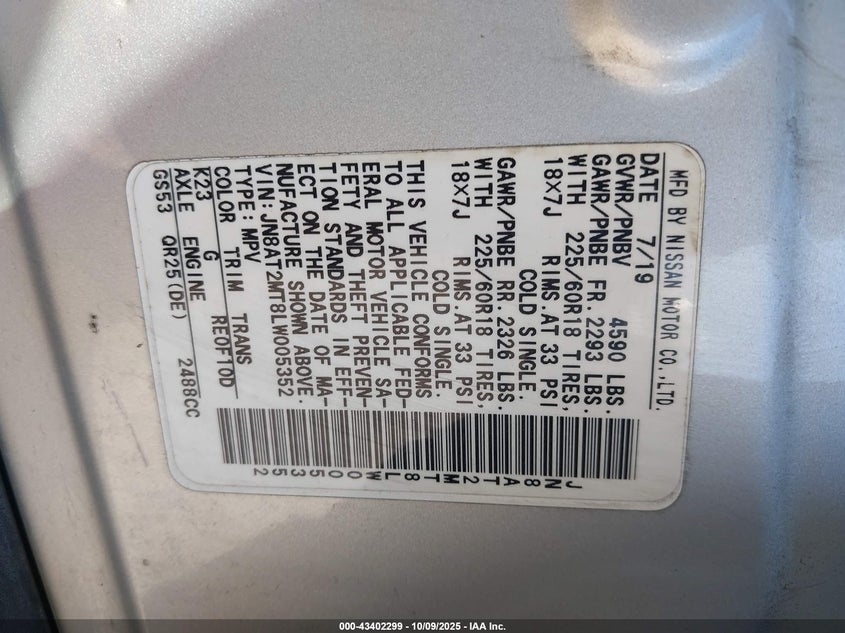 MFD BY NISSAN MOTOR CO.,LTD.
DATE 7/19
GVWR/PNBV 4590 LBS.
GAWR/PNBE FR.2293 LBS.
WITH 225/60R18 TIRES,
18X7J RIMS.AT 33 PSI
COLD SINGLE.
GAWR/PNBE RR.2326 LBS.
WITH 225/60R18 TIRES,
18X7J RIMS.AT 33 PSI
COLD SINGLE.
THIS VEHICLE CONFORMS
TO ALL APPLICABLE FED-
ERAL MOTOR VEHICLE SA-
FETY AND THEFT PREVEN-
TION STANDARDS IN EFF-
ECT ON THE DATE OF MA-
NUFACTURE SHOWN ABOVE.
VIN:JN8AT2MT8LW005352
TYPE:MPV
COLOR TRIM TRANS
K23 G RE0F10D
AXLE ENGINE
GS53 QR25(DE) 2488CC
JN8AT2MT8LW005352
000-43402299 - 10/09/2025 - IAA Inc.